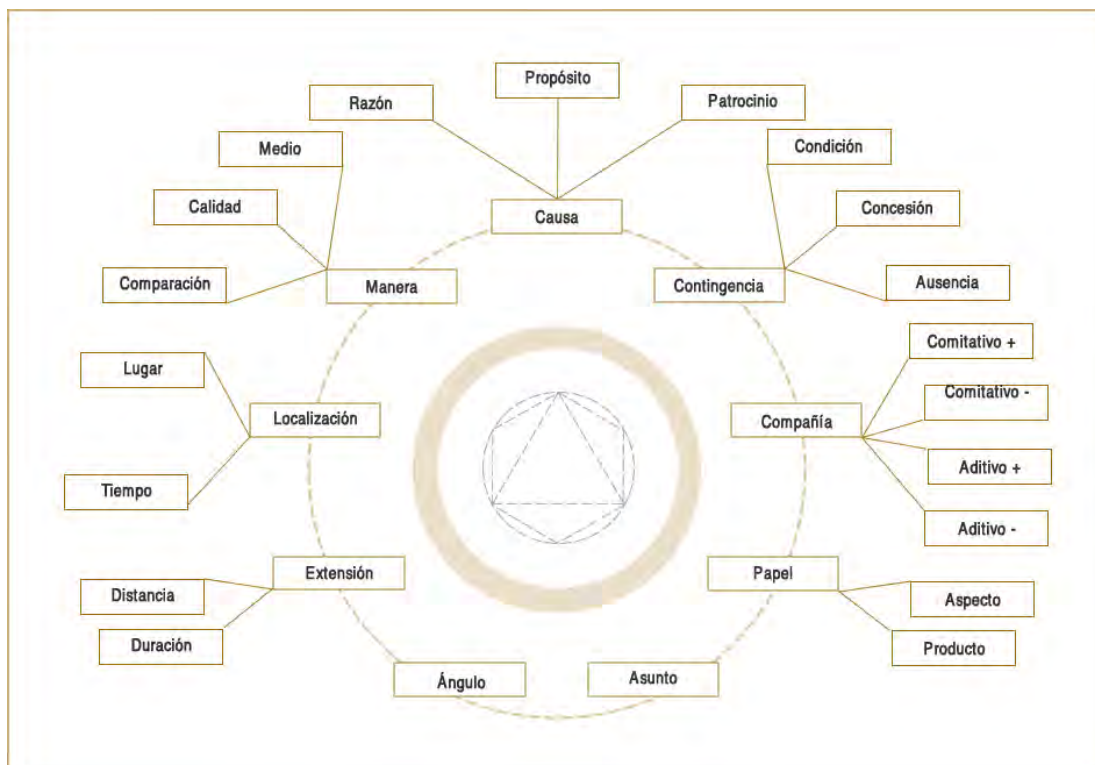 Propósito
Razón
Patrocinio
Medio
Condición
Calidad
Concesión
Causa
Comparación
Manera
Contingencia
Ausencia
Comitativo +
Lugar
Comitativo -
Localización
Compañía
Aditivo +
Tiempo
Aditivo -
Extensión
Papel
Distancia
Aspecto
Duración
Producto
Ángulo
Asunto